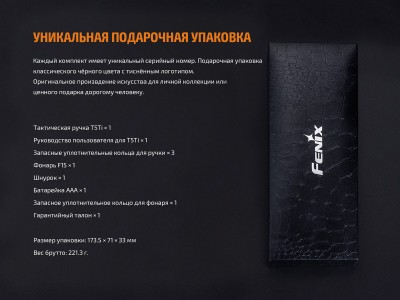 УНИКАЛЬНАЯ ПОДАРОЧНАЯ УПАКОВКА
Каждый комплект имеет уникальный серийный номер. Подарочная упаковка
классического чёрного цвета с тиснённым логотипом.
Оригинальное произведение искусства для личной коллекции или
ценного подарка дорогому человеку.
Тактическая ручка T5Ti × 1
Руководство пользователя для T5Ti × 1
Запасные уплотнительные кольца для ручки × 3
Фонарь F15 × 1
Шнурок × 1
Батарейка AAA × 1
Запасное уплотнительное кольцо для фонаря × 1
Гарантийный талон × 1
Размер упаковки: 173.5 × 71 × 33 мм
Вес брутто: 221.3 г.
FENIX